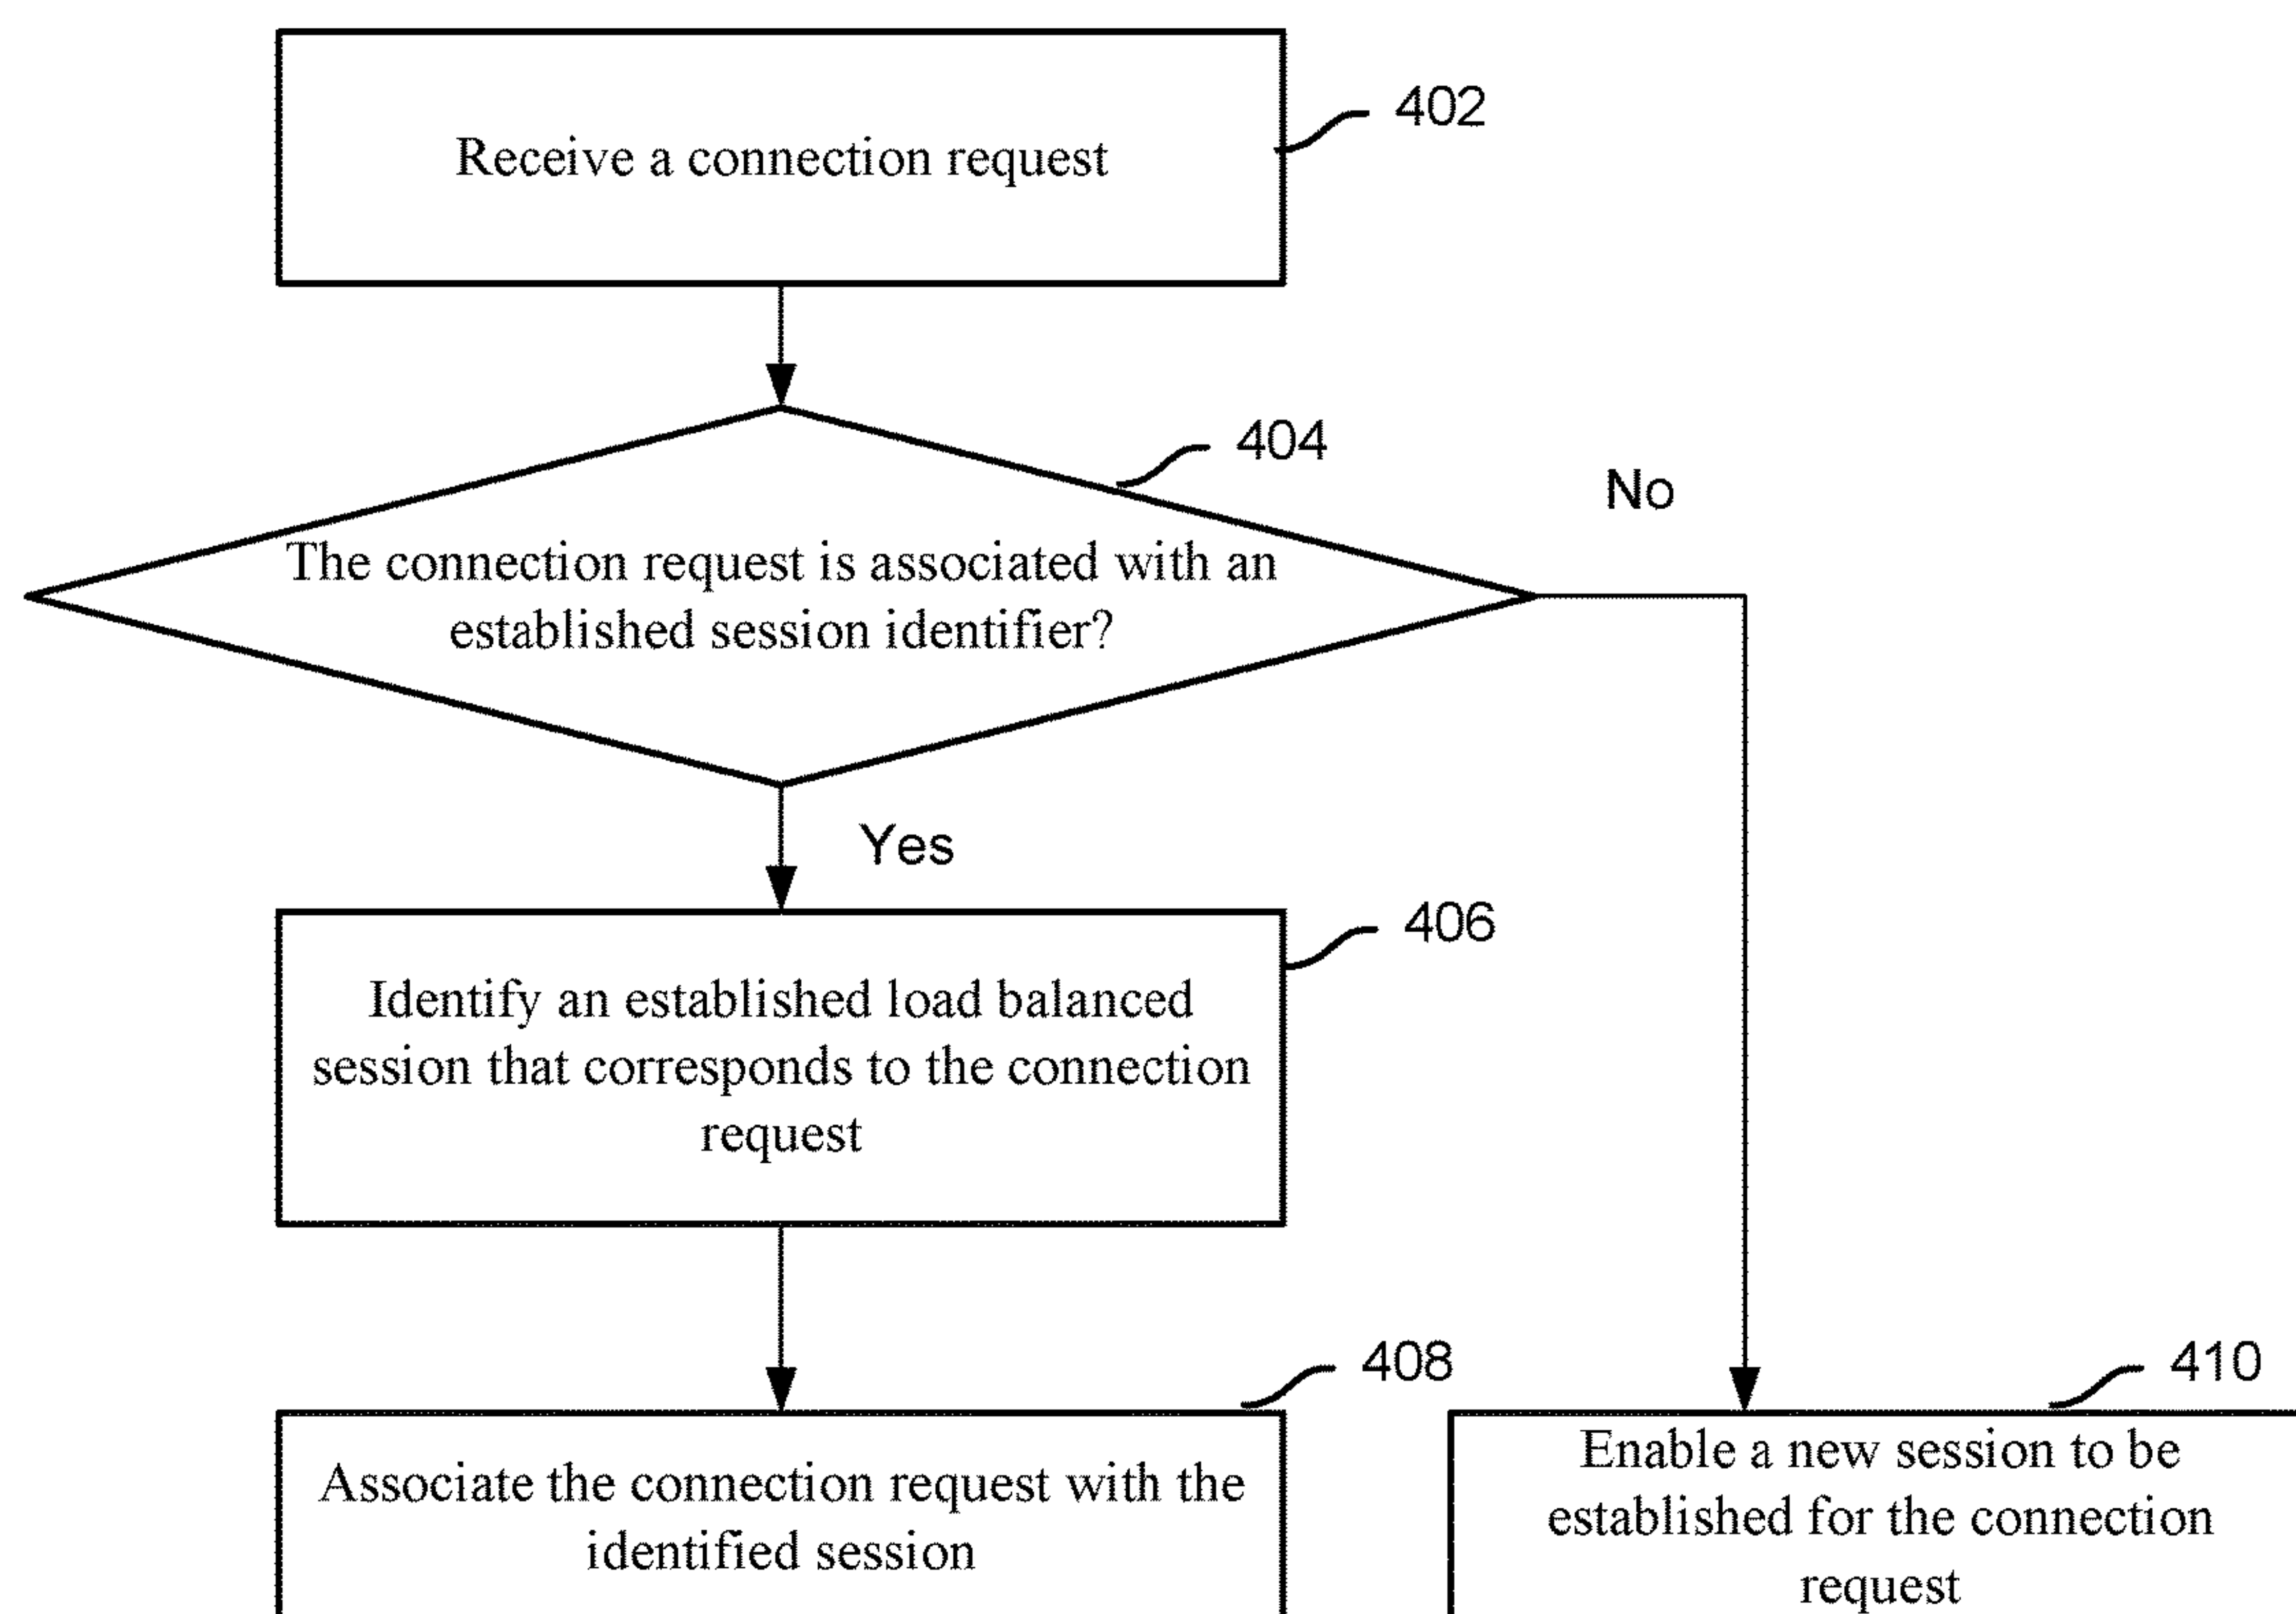 Receive a connection request
402
404
No
The connection request is associated with an
established session identifier?
Yes
406
Identify an established load balanced
session that corresponds to the connection
request
408
Associate the connection request with the
identified session
410
Enable a new session to be
established for the connection
request